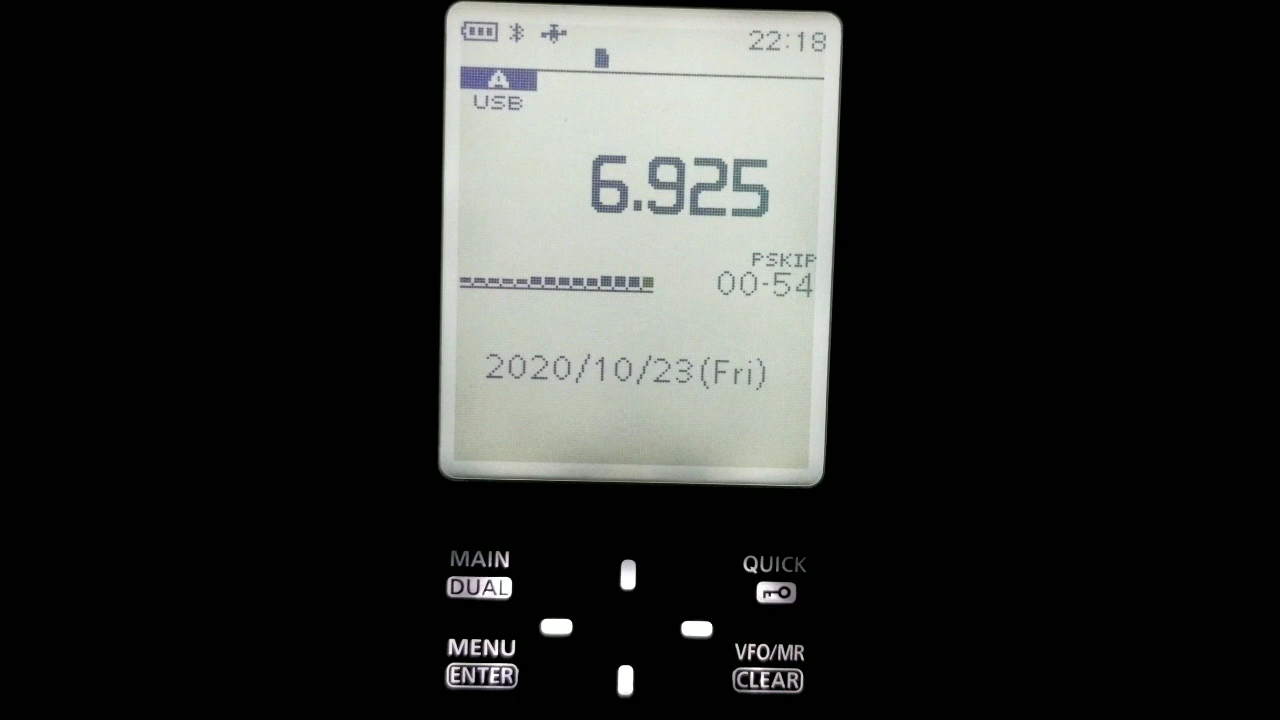 22:18
A
USB
6.925
PSKIP
00-54
2020/10/23(Fri)
MAIN
DUAL
QUICK
MENU
ENTER
VFO/MR
CLEAR